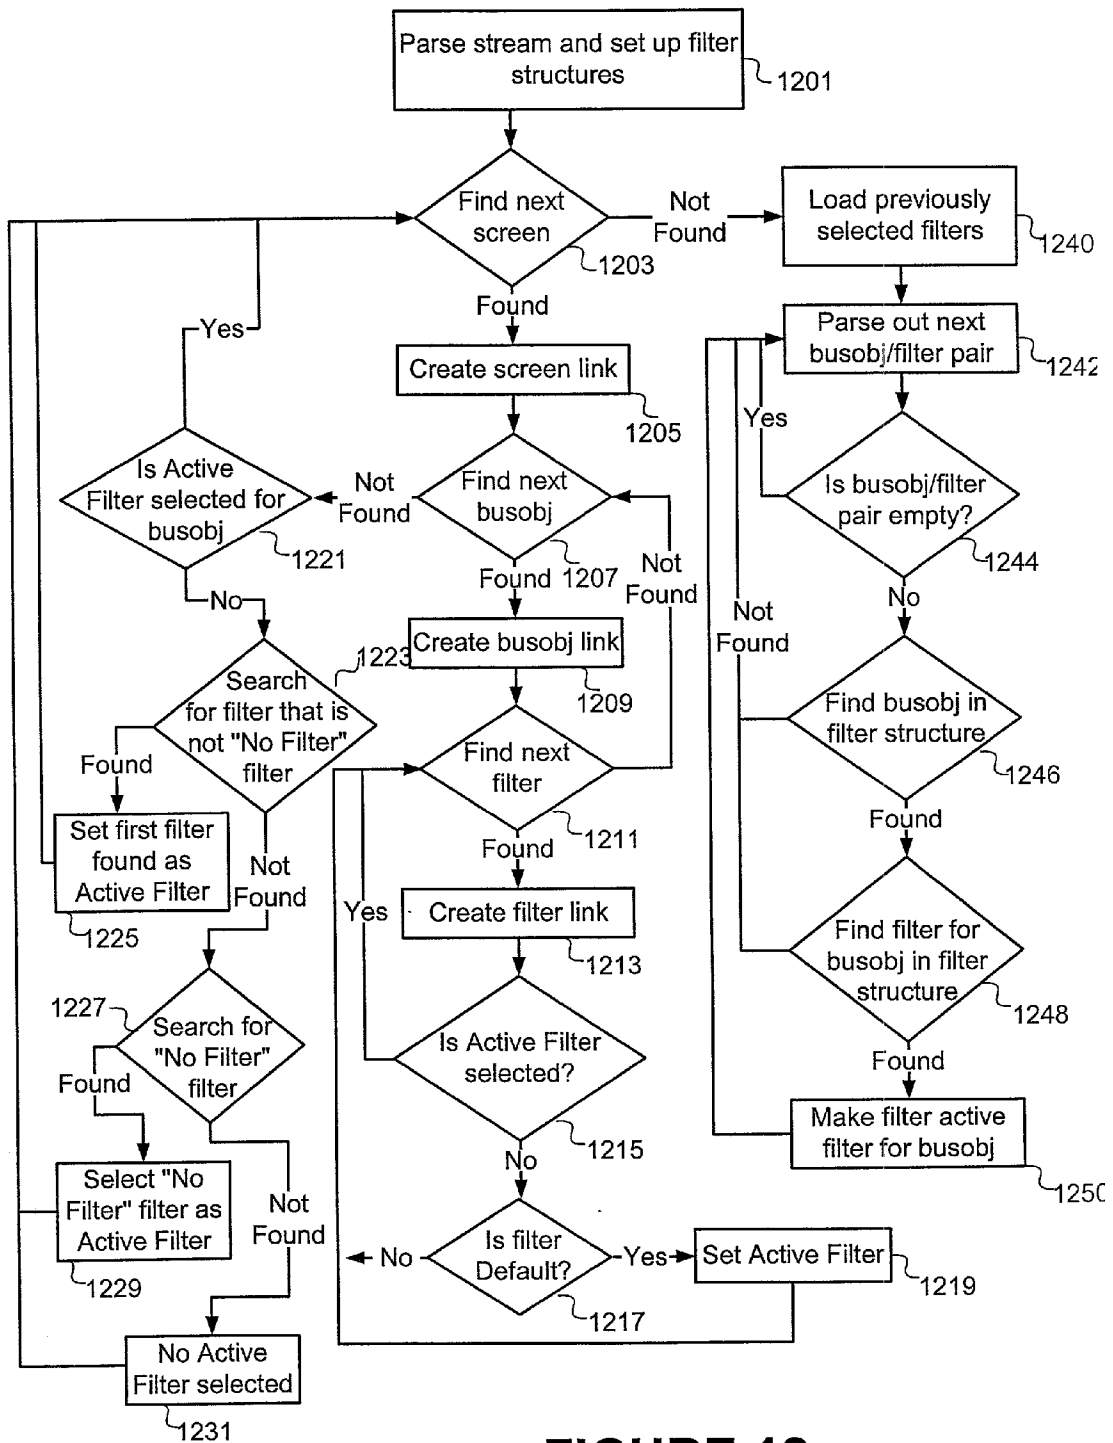 Parse stream and set up filter
structures
1201
Find next
screen
1203
Not
Found
Load previously
selected filters
1240
Found
Yes
Create screen link
1205
Parse out next
busobj/filter pair
1242
Yes
Is Active
Filter selected for
busobj
1221
Not
Found
Find next
busobj
1207
Is busobj/filter
pair empty?
1244
Found
Not
Found
No
No
Not
Found
Create busobj link
1209
1223
Search
for filter that is
not "No Filter"
filter
Find busobj in
filter structure
1246
Found
Find next
filter
1211
Found
Found
Set first filter
found as
Active Filter
1225
Not
Found
Yes
Create filter link
1213
Find filter for
busobj in filter
structure
1248
1227
Search for
"No Filter"
filter
Found
Is Active Filter
selected?
1215
Found
Make filter active
filter for busobj
1250
No
Select "No
Filter" filter as
Active Filter
1229
Not
Found
No
Is filter
Default?
1217
Yes
Set Active Filter
1219
No Active
Filter selected
1231